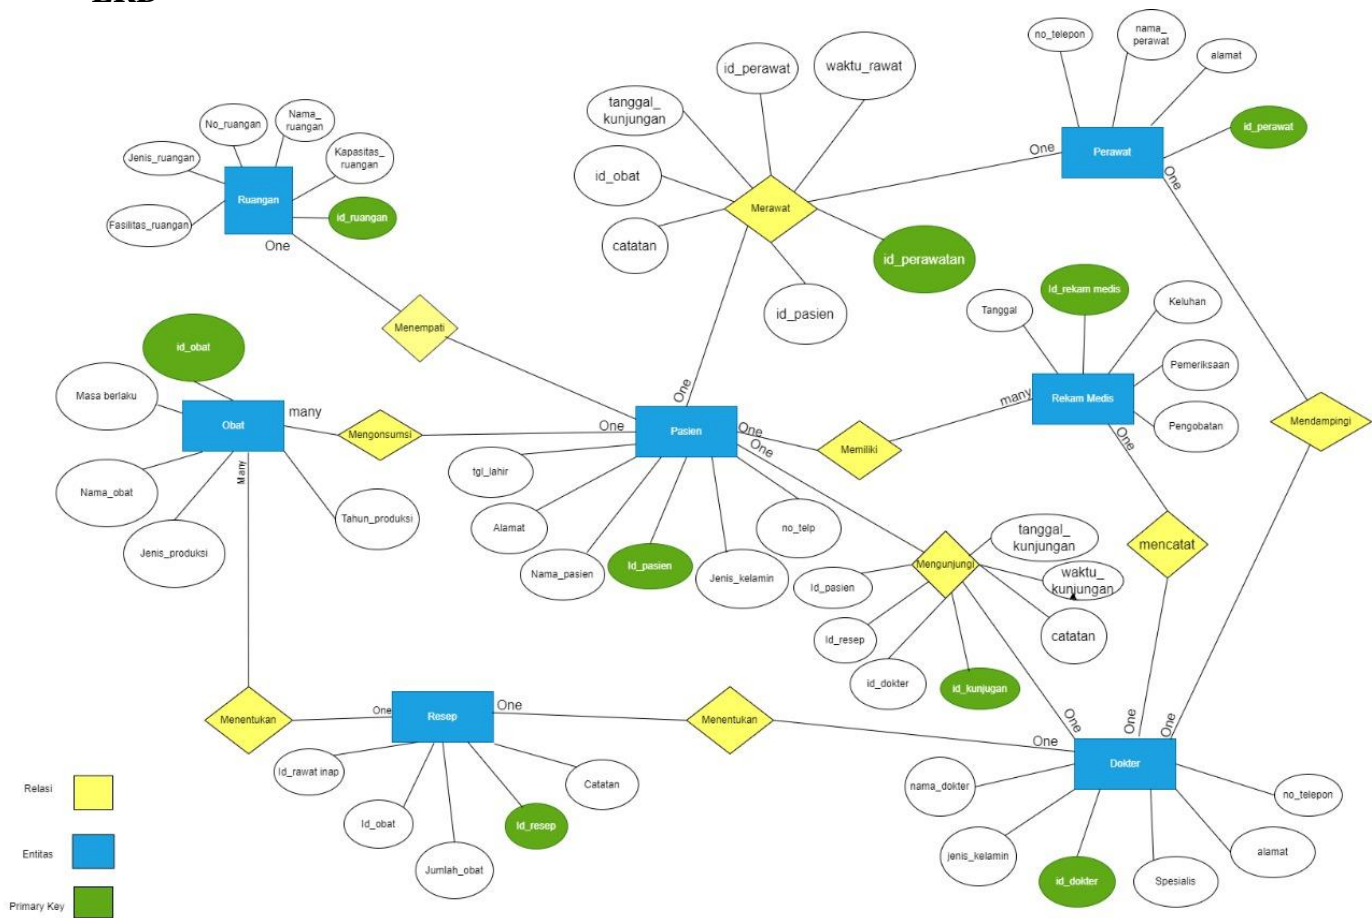 ERD
no_telepon
nama_
perawat
alamat
id_perawat
Perawat
One
One
id_perawat
waktu_rawat
tanggal_
kunjungan
id_obat
catatan
Merawat
id_perawatan
id_pasien
One
No_ruangan
Nama_
ruangan
Jenis_ruangan
Kapasitas_
ruangan
Ruangan
Fasilitas_ruangan
id_ruangan
One
Menempati
id_obat
Masa berlaku
Obat
many
Mengonsumsi
One
Many
Nama_obat
Jenis_produksi
Tahun_produksi
Pasien
One
One
tgl_lahir
Alamat
Nama_pasien
Id_pasien
Jenis_kelamin
no_telp
Memiliki
many
Id_rekam medis
Tanggal
Keluhan
Pemeriksaan
Rekam Medis
Pengobatan
One
Mendampingi
mencatat
tanggal_
kunjungan
Mengunjungi
waktu_
kunjungan
Id_pasien
Id_resep
catatan
id_dokter
id_kunjugan
Menentukan
One
Resep
One
Menentukan
One
One
One
One
Dokter
Id_rawat inap
Id_obat
Jumlah_obat
Id_resep
Catatan
nama_dokter
jenis_kelamin
id_dokter
Spesialis
alamat
no_telepon
Relasi
Entitas
Primary Key